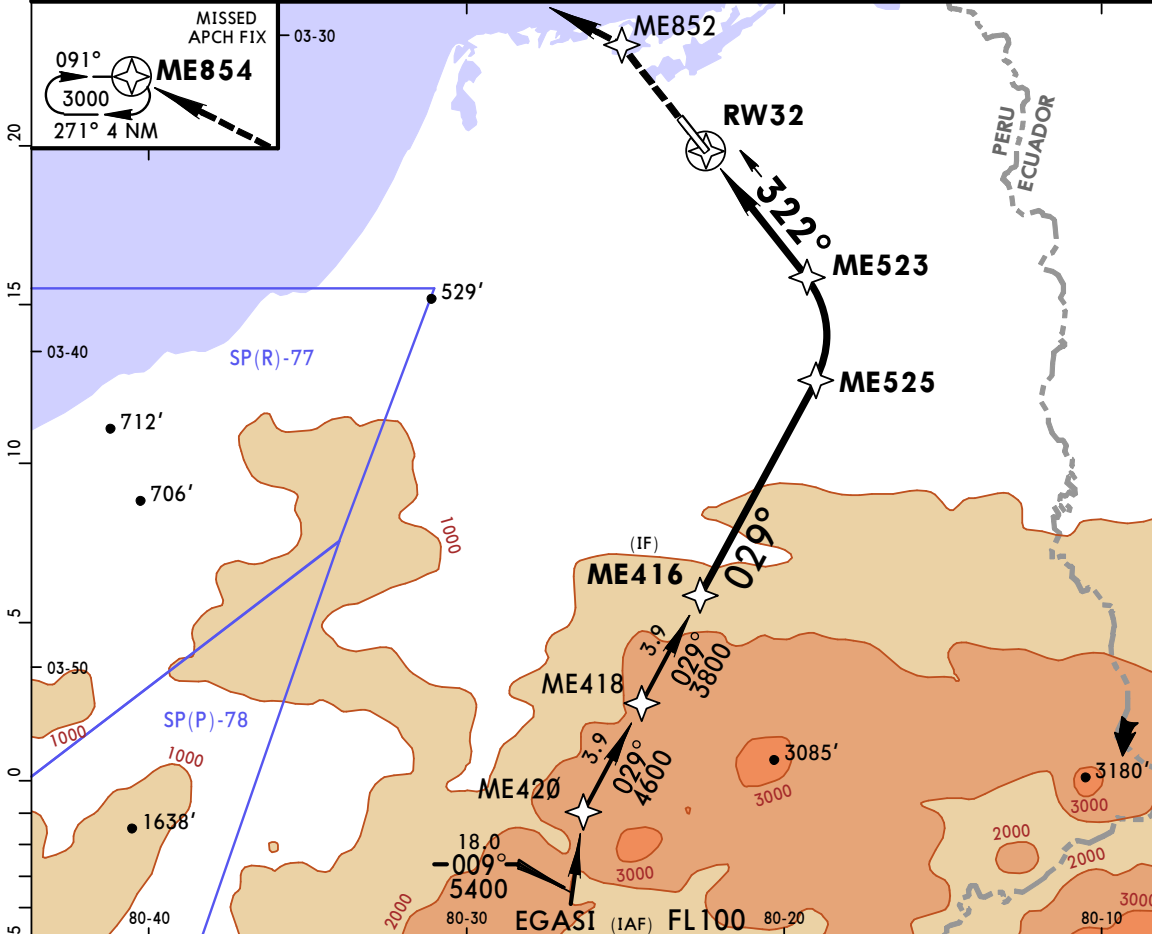 MISSED
APCH FIX
03-30
ME852
091°
ME854
3000
271° 4 NM
RW32
PERU
ECUADOR
20
322°
ME523
15
529'
SP(R)-77
03-40
ME525
712'
10
706'
1000
029°
(IF)
ME416
5
3.9
029°
3800
03-50
ME418
SP(P)-78
1000
1000
3.9
029°
4600
3085'
3180'
0
ME420
3000
3000
1638'
18.0
009°
5400
2000
2000
3000
3000
2000
80-40
80-30
EGASI (IAF) FL100
80-20
80-10
5